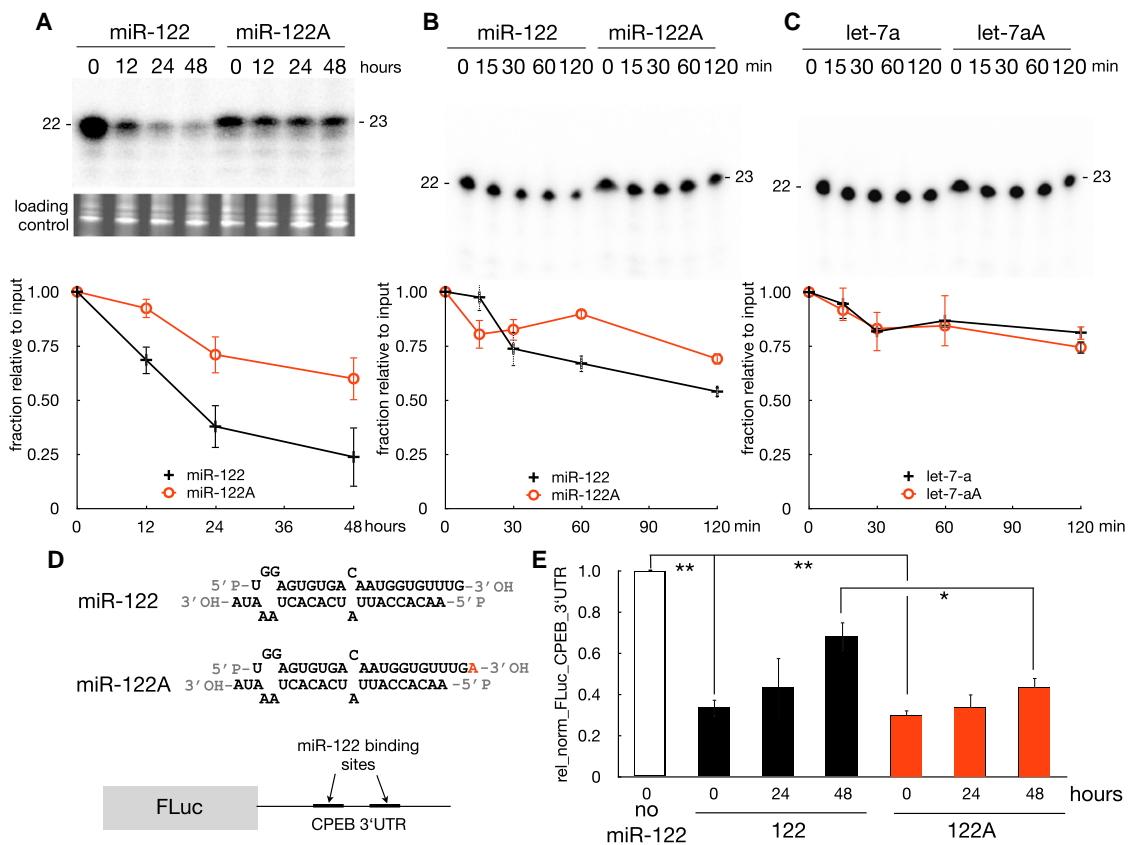 A
miR-122 miR-122A
0 12 24 48 0 12 24 48 hours
22 - - 23
loading
control
fraction relative to input
1.00
0.75
0.50
0.25
0
miR-122
miR-122A
0 12 24 36 48 hours
B
miR-122 miR-122A
0 15 30 60 120 0 15 30 60 120 min
22 - - 23
fraction relative to input
1.00
0.75
0.50
0.25
0
miR-122
miR-122A
0 30 60 90 120 min
C
let-7a let-7aA
0 15 30 60 120 0 15 30 60 120 min
22 - - 23
fraction relative to input
1.00
0.75
0.50
0.25
0
let-7-a
let-7-aA
0 30 60 90 120 min
D
miR-122
GG C
5'P-U AGUGUGA AAUGGUGUUUG-3'OH
3'OH-AUA UCACACU UUACCACAA-5'P
AA A
miR-122A
GG C
5'P-U AGUGUGA AAUGGUGUUUGA-3'OH
3'OH-AUA UCACACU UUACCACAA-5'P
AA A
miR-122 binding
sites
FLuc
CPEB 3'UTR
E
rel_norm_FLuc_CPEB_3'UTR
1.0
0.8
0.6
0.4
0.2
0
** **
*
0 0 24 48 0 24 48 hours
no
miR-122 122 122A